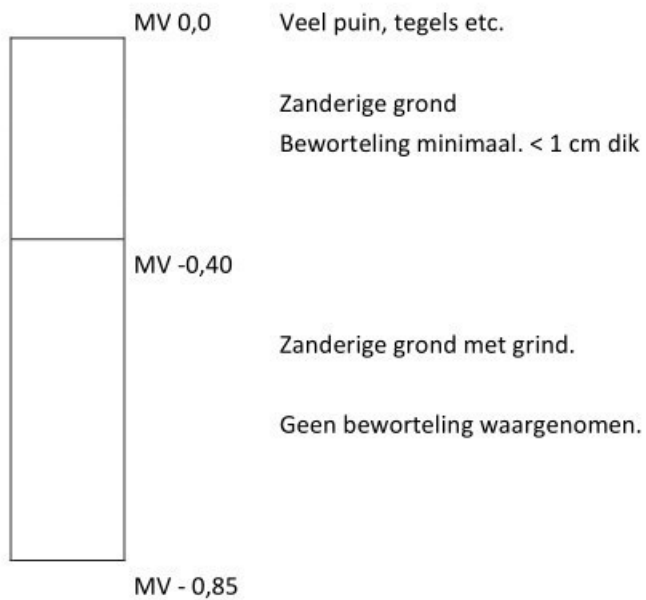 MV 0,0 Veel puin, tegels etc.
Zanderige grond
Beworteling minimaal. < 1 cm dik
MV -0,40
Zanderige grond met grind.
Geen beworteling waargenomen.
MV - 0,85